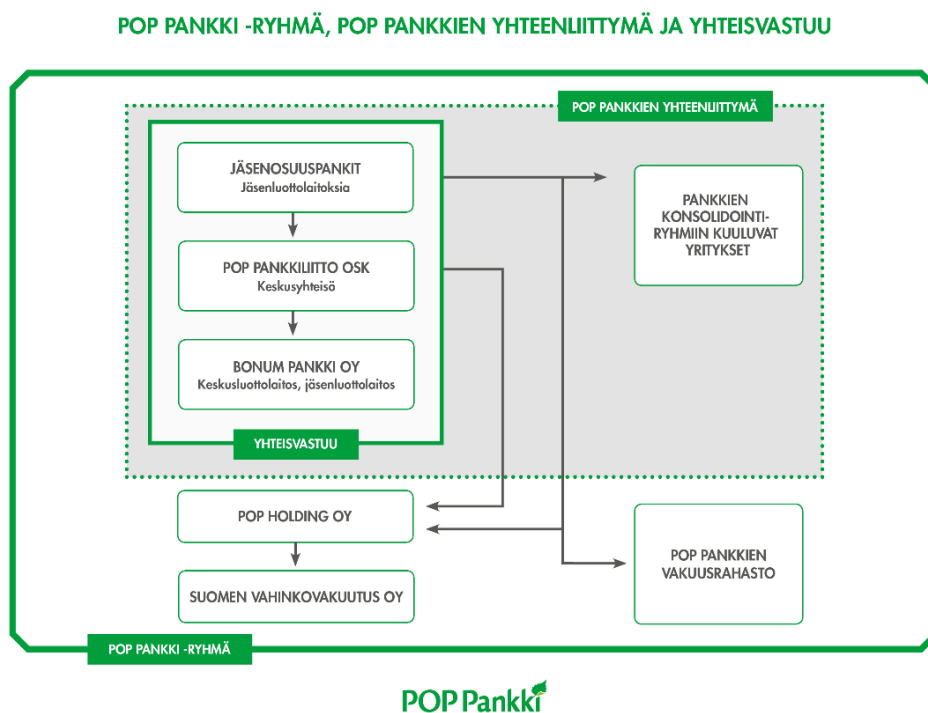 POP PANKKI -RYHMÄ, POP PANKKIEN YHTEENLIITTYMÄ JA YHTEISVASTUU
POP PANKKIEN YHTEENLIITTYMÄ
JÄSENOSUUSPANKIT
Jäsenluottolaitoksia
POP PANKKILIITTO OSK
Keskusyhteisö
BONUM PANKKI OY
Keskusluottolaitos, jäsenluottolaitos
YHTEISVASTUU
PANKKIEN
KONSOLIDOINTI-
RYHMIIN KUULUVAT
YRITYKSET
POP HOLDING OY
SUOMEN VAHINKOVAKUUTUS OY
POP PANKKIEN
VAKUUSRAHASTO
POP PANKKI -RYHMÄ
POP Pankki